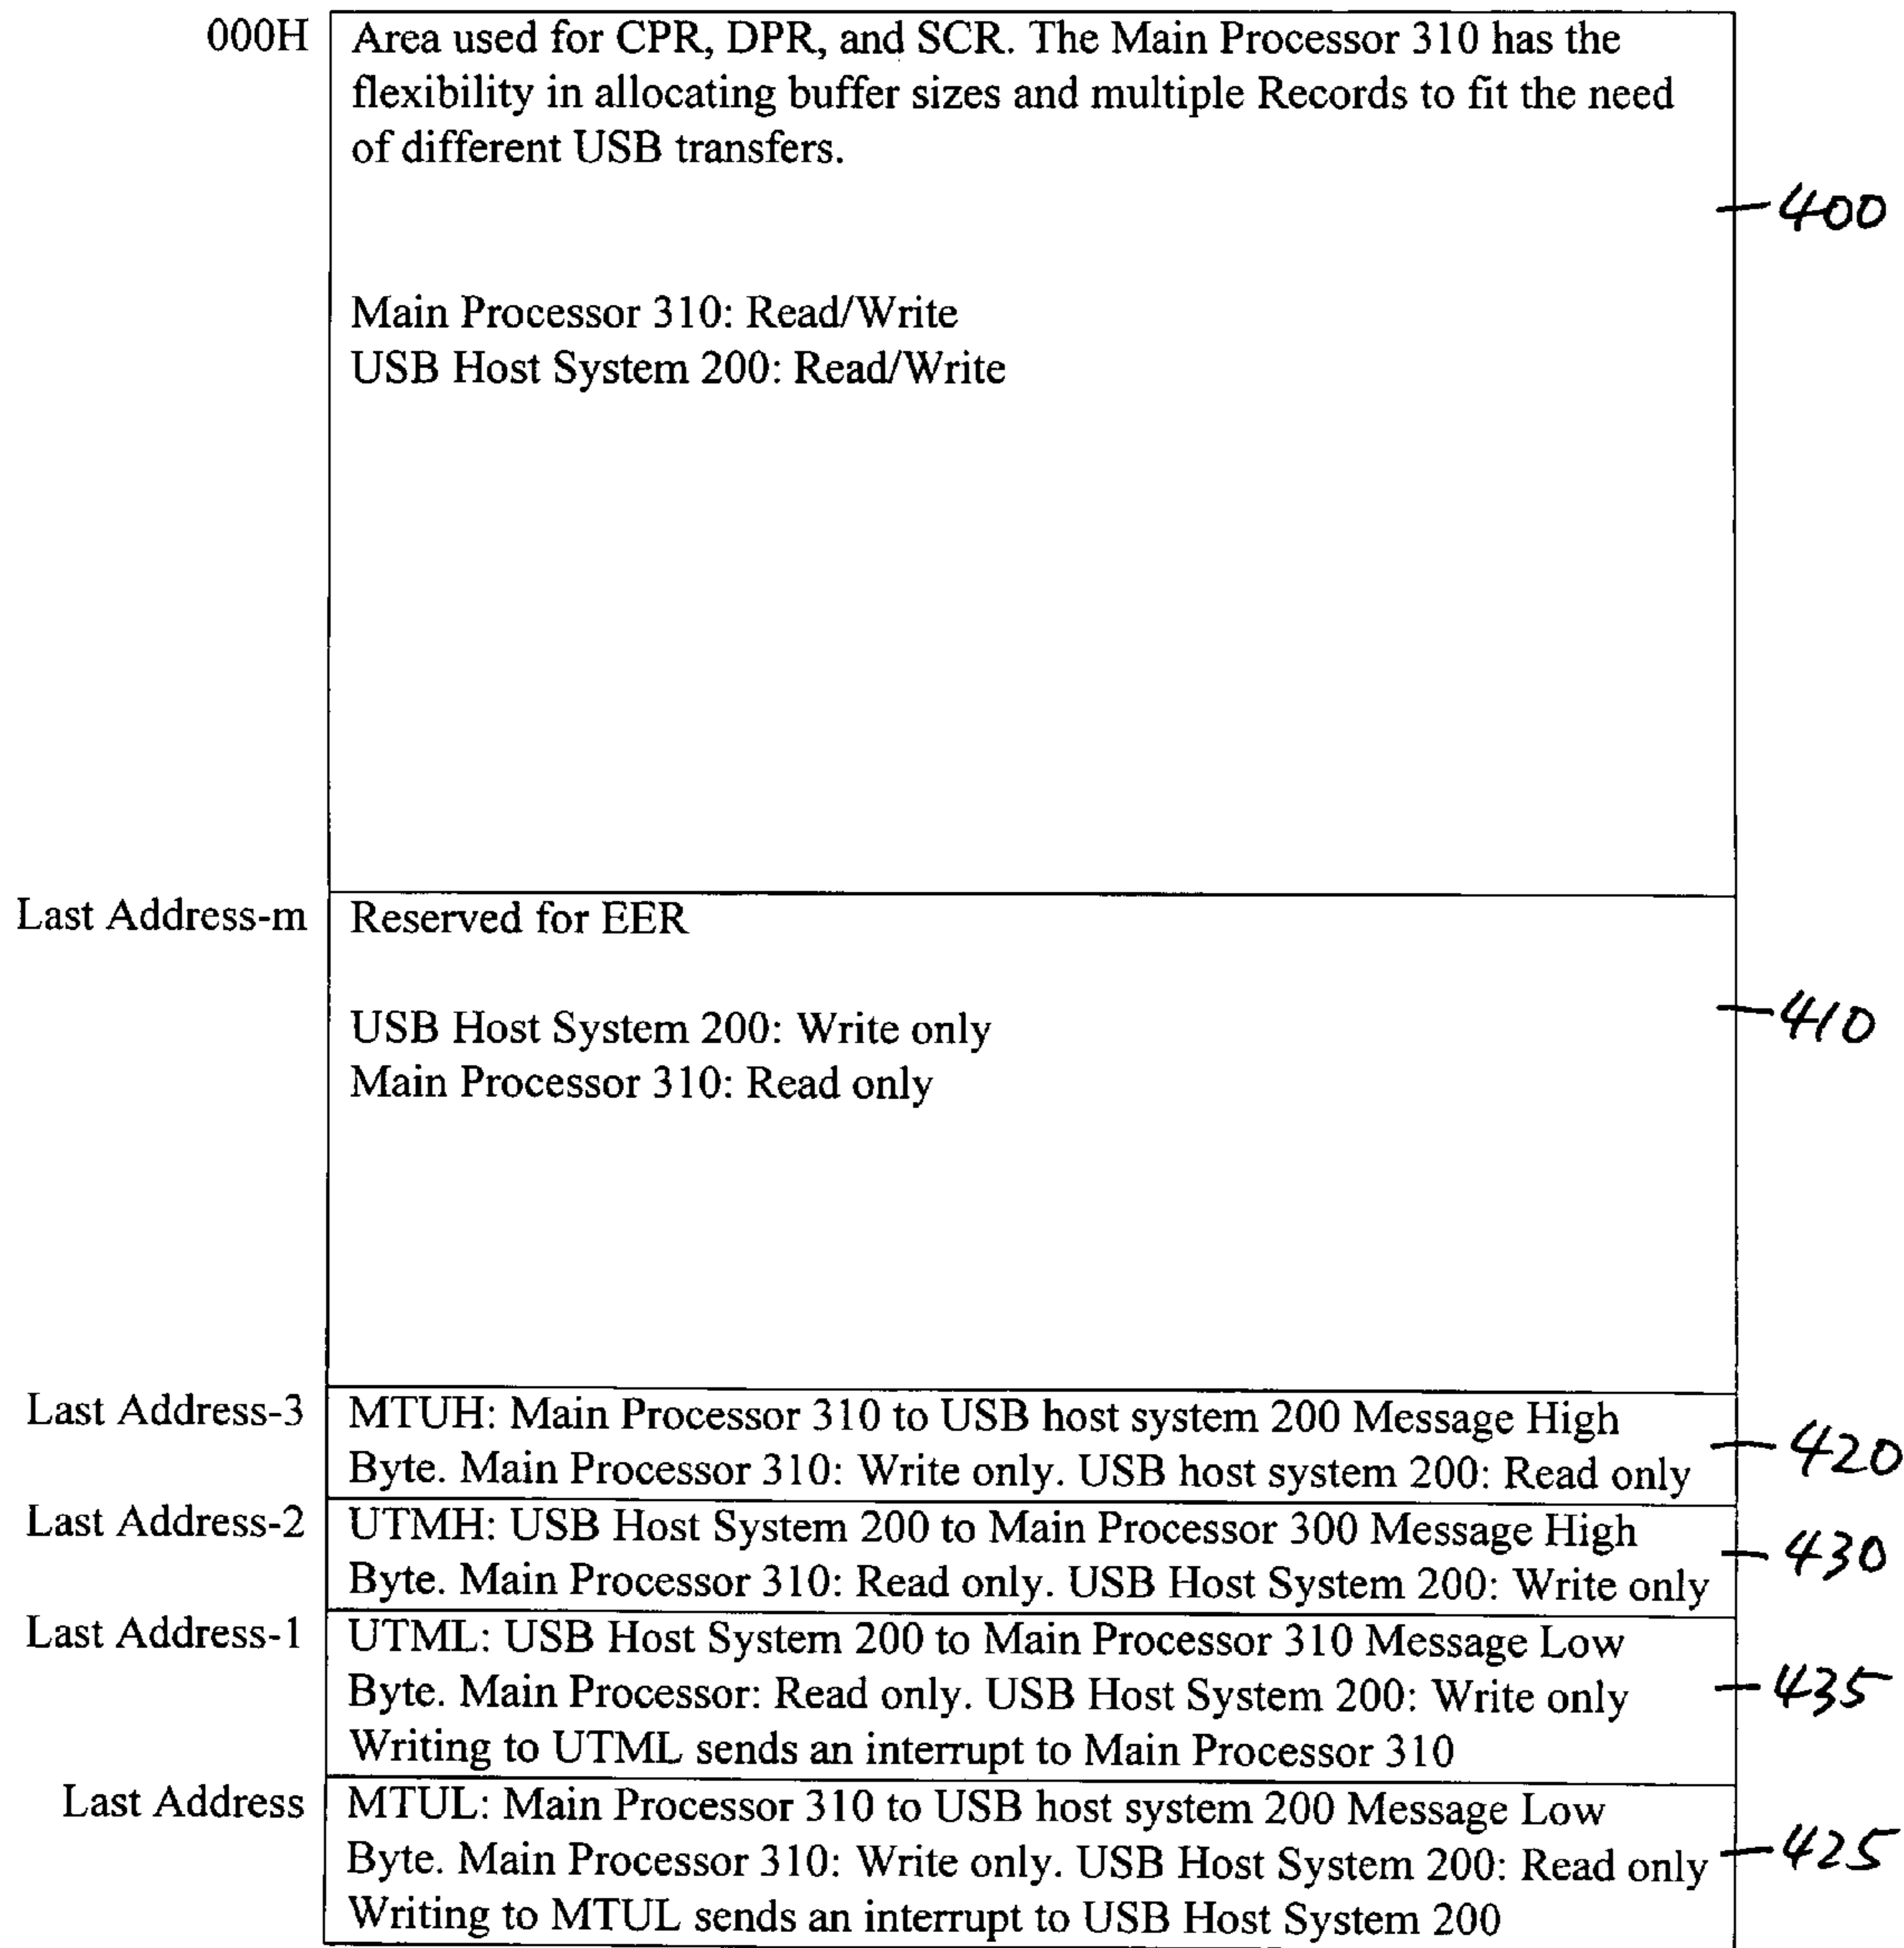 000H Area used for CPR, DPR, and SCR. The Main Processor 310 has the
flexibility in allocating buffer sizes and multiple Records to fit the need
of different USB transfers.
400
Main Processor 310: Read/Write
USB Host System 200: Read/Write
Last Address-m Reserved for EER
410
USB Host System 200: Write only
Main Processor 310: Read only
Last Address-3 MTUH: Main Processor 310 to USB host system 200 Message High
Byte. Main Processor 310: Write only. USB host system 200: Read only 420
Last Address-2 UTMH: USB Host System 200 to Main Processor 300 Message High
Byte. Main Processor 310: Read only. USB Host System 200: Write only 430
Last Address-1 UTML: USB Host System 200 to Main Processor 310 Message Low
Byte. Main Processor: Read only. USB Host System 200: Write only 435
Writing to UTML sends an interrupt to Main Processor 310
Last Address MTUL: Main Processor 310 to USB host system 200 Message Low
Byte. Main Processor 310: Write only. USB Host System 200: Read only 425
Writing to MTUL sends an interrupt to USB Host System 200